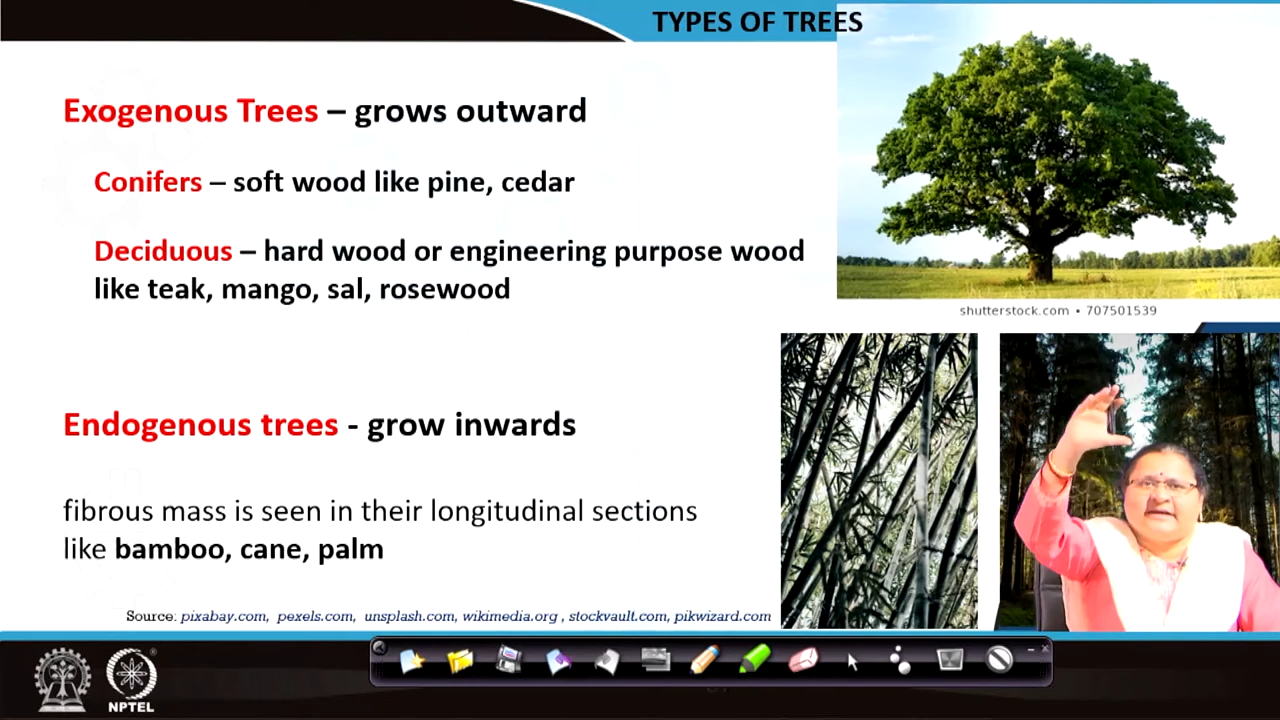 TYPES OF TREES
Exogenous Trees – grows outward
Conifers – soft wood like pine, cedar
Deciduous – hard wood or engineering purpose wood
like teak, mango, sal, rosewood
shutterstock.com • 707501539
Endogenous trees - grow inwards
fibrous mass is seen in their longitudinal sections
like bamboo, cane, palm
Source: pixabay.com, pexels.com, unsplash.com, wikimedia.org , stockvault.com, pikwizard.com
NPTEL